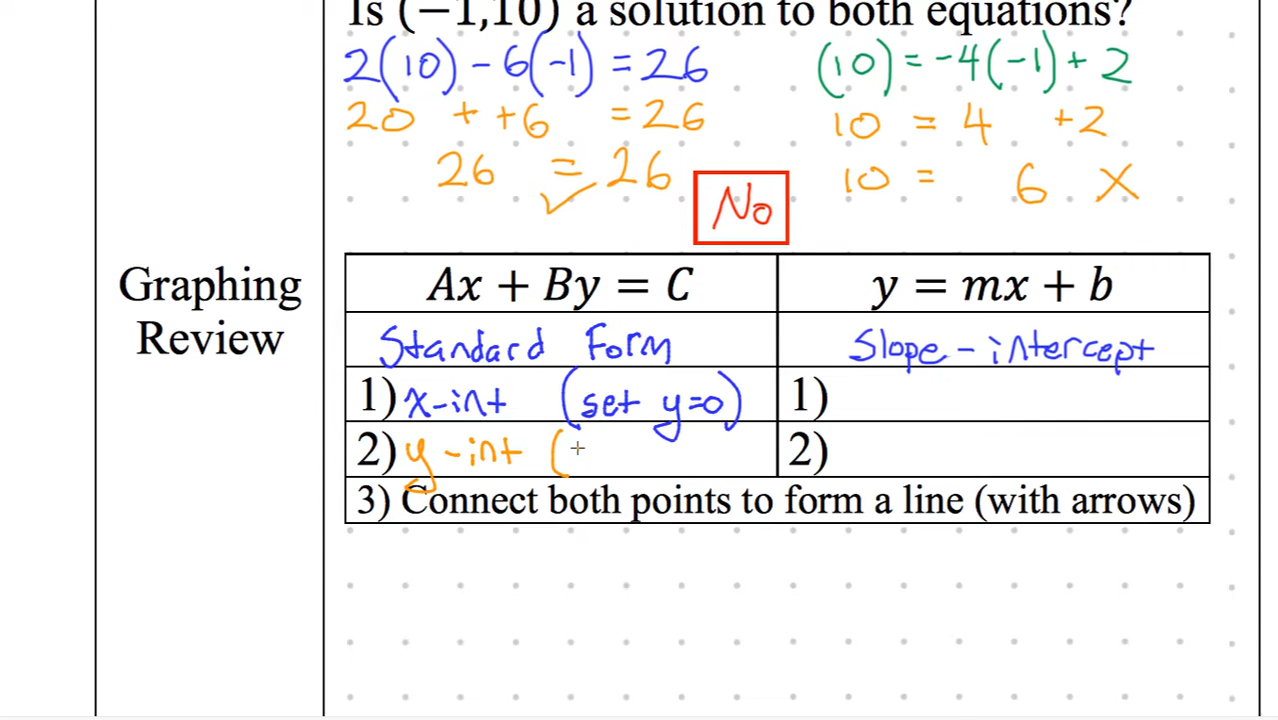 Is (−1,10) a solution to both equations?
2(10) - 6(-1) = 26
(10) = -4(-1) + 2
20 + +6 = 26
10 = 4 +2
26 = 26 ✓
10 = 6 X
No
Graphing
Review
Ax + By = C
y = mx + b
Standard Form
Slope - intercept
1) x-int (set y=0)
1)
2) y-int (
2)
3) Connect both points to form a line (with arrows)